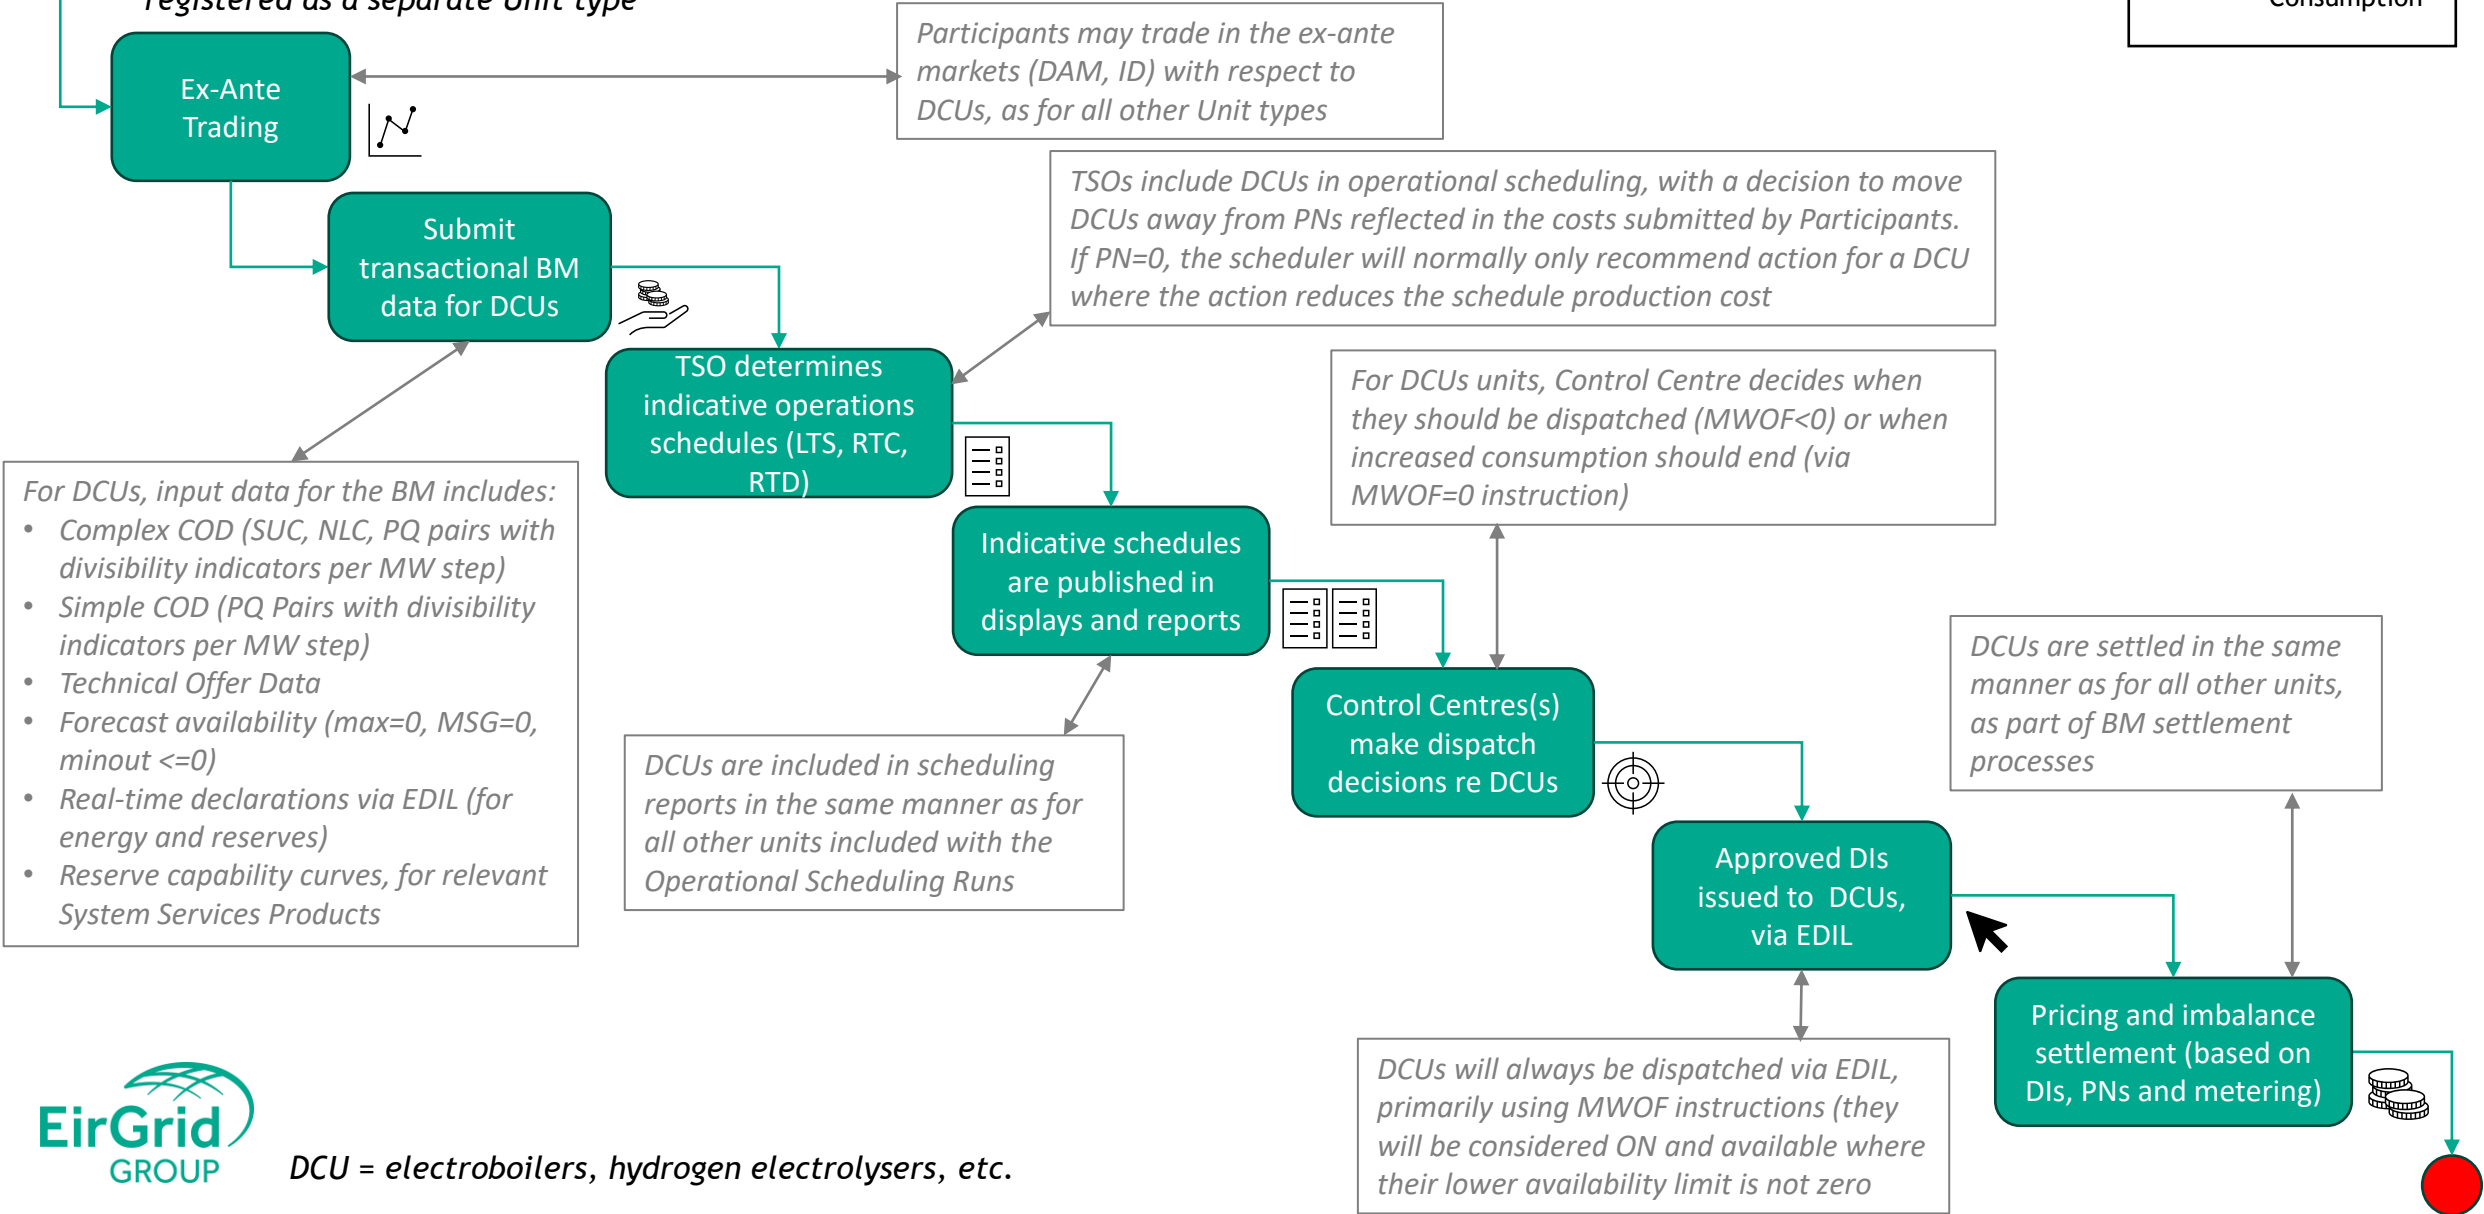 registered as a separate Unit type
Consumption
Ex-Ante
Trading
Participants may trade in the ex-ante
markets (DAM, ID) with respect to
DCUs, as for all other Unit types
TSOs include DCUs in operational scheduling, with a decision to move
DCUs away from PNs reflected in the costs submitted by Participants.
If PN=0, the scheduler will normally only recommend action for a DCU
where the action reduces the schedule production cost
Submit
transactional BM
data for DCUs
TSO determines
indicative operations
schedules (LTS, RTC,
RTD)
For DCUs units, Control Centre decides when
they should be dispatched (MWOF<0) or when
increased consumption should end (via
MWOF=0 instruction)
For DCUs, input data for the BM includes:
• Complex COD (SUC, NLC, PQ pairs with
divisibility indicators per MW step)
• Simple COD (PQ Pairs with divisibility
indicators per MW step)
• Technical Offer Data
• Forecast availability (max=0, MSG=0,
minout <=0)
• Real-time declarations via EDIL (for
energy and reserves)
• Reserve capability curves, for relevant
System Services Products
Indicative schedules
are published in
displays and reports
DCUs are included in scheduling
reports in the same manner as for
all other units included with the
Operational Scheduling Runs
Control Centres(s)
make dispatch
decisions re DCUs
DCUs are settled in the same
manner as for all other units,
as part of BM settlement
processes
Approved DIs
issued to  DCUs,
via EDIL
Pricing and imbalance
settlement (based on
DIs, PNs and metering)
DCUs will always be dispatched via EDIL,
primarily using MWOF instructions (they
will be considered ON and available where
their lower availability limit is not zero
EirGrid
GROUP
DCU = electroboilers, hydrogen electrolysers, etc.